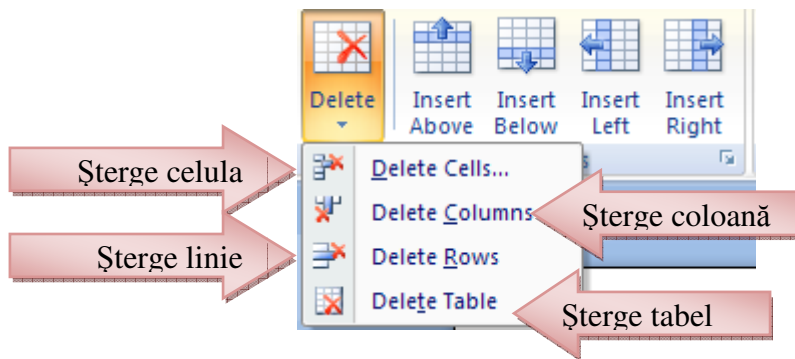 Delete
Insert Above
Insert Below
Insert Left
Insert Right
Şterge celula
Delete Cells...
Delete Columns
Şterge coloană
Şterge linie
Delete Rows
Delete Table
Şterge tabel